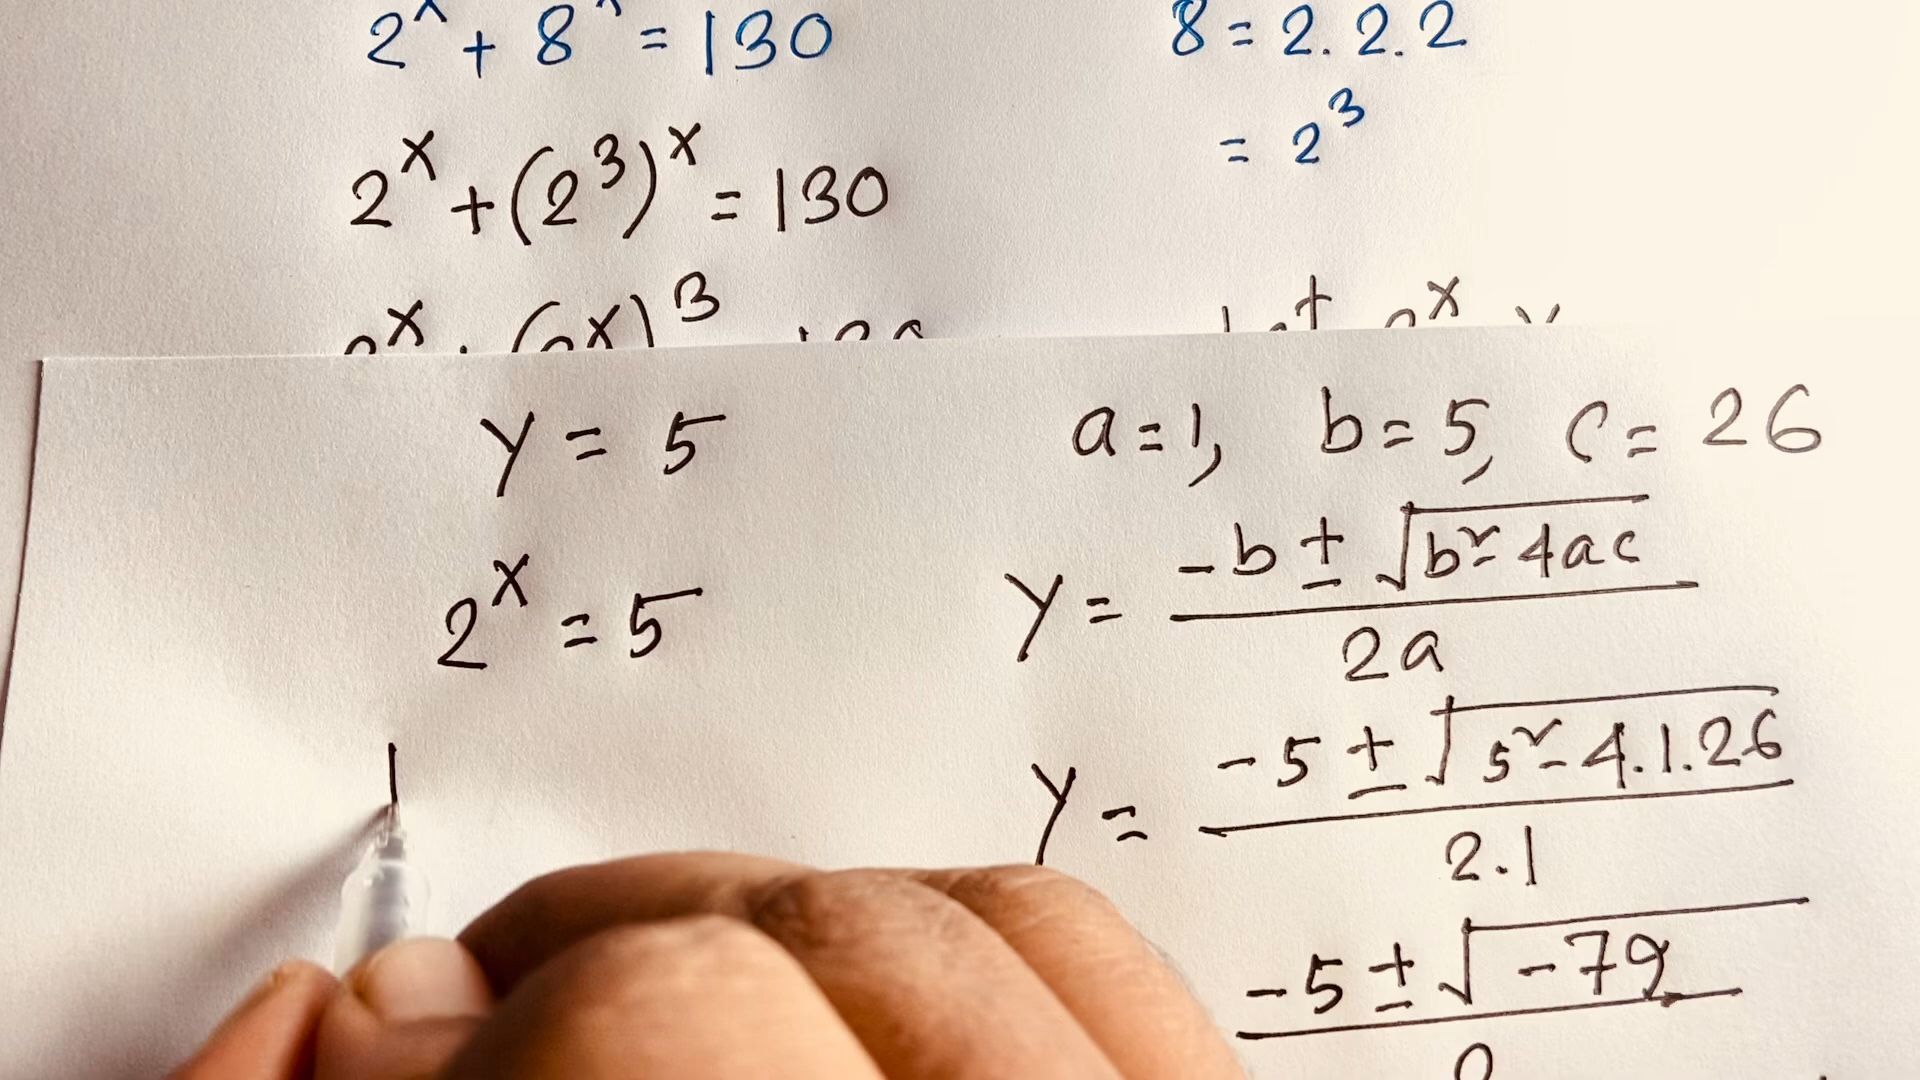 2^x + 8^x = 130
8 = 2.2.2
= 2^3
2^x + (2^3)^x = 130
y = 5
2^x = 5
a = 1, b = 5, c = 26
y = (-b ± √(b² - 4ac)) / 2a
y = (-5 ± √(5² - 4.1.26)) / 2.1
-5 ± √-79